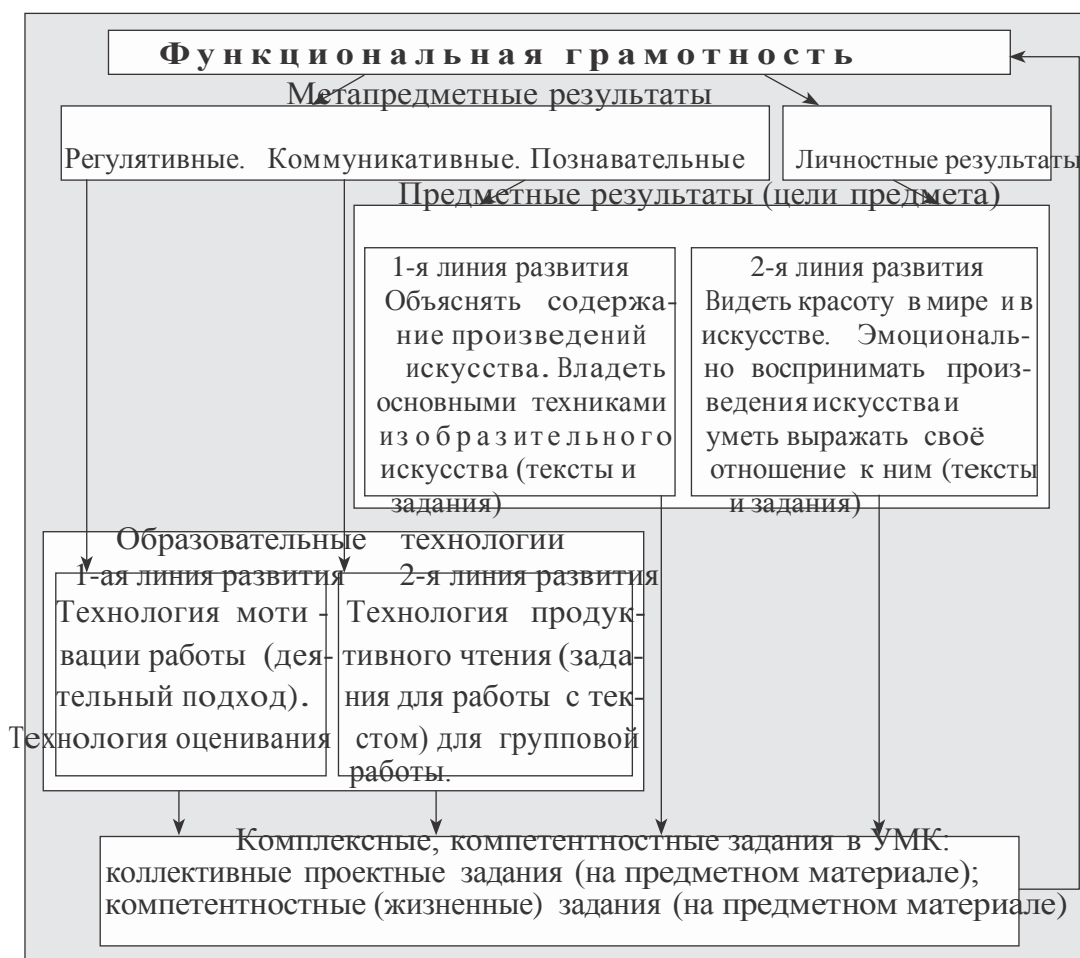 Функциональная грамотность
Метапредметные результаты
Регулятивные. Коммуникативные. Познавательные
Личностные результаты
Предметные результаты (цели предмета)
1-я линия развития
Объяснять содержа-
ние произведений
искусства. Владеть
основными техниками
изобразительного
искусства (тексты и
задания)
2-я линия развития
Видеть красоту в мире и в
искусстве. Эмоциональ-
но воспринимать произ-
ведения искусства и
уметь выражать своё
отношение к ним (тексты
и задания)
Образовательные технологии
1-ая линия развития
Технология моти -
вации работы (дея-
тельный подход).
Технология оценивания
2-я линия развития
Технология продук-
тивного чтения (зада-
ния для работы с тек-
стом) для групповой
работы.
Комплексные, компетентностные задания в УМК:
коллективные проектные задания (на предметном материале);
компетентностные (жизненные) задания (на предметном материале)